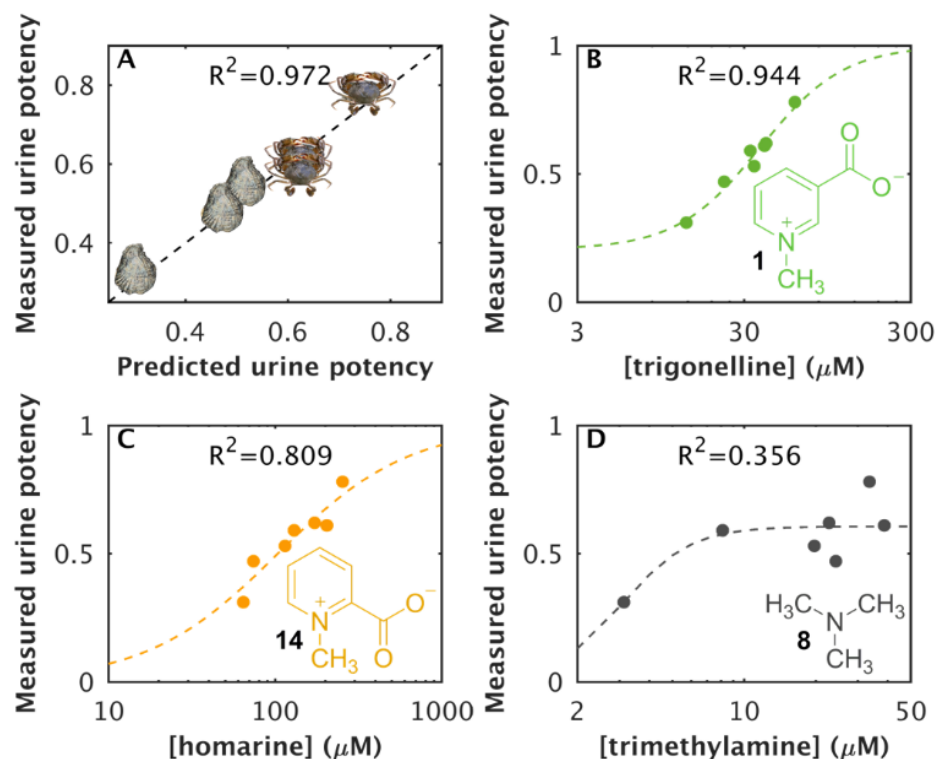 A
R²=0.972
Measured urine potency
0.8
0.6
0.4
0.4
0.6
0.8
Predicted urine potency
B
R²=0.944
Measured urine potency
1
0.5
0
O
O⁻
N⁺
CH₃
1
3
30
300
[trigonelline] (μM)
C
R²=0.809
Measured urine potency
1
0.5
0
N⁺
O⁻
O
CH₃
14
10
100
1000
[homarine] (μM)
D
R²=0.356
Measured urine potency
1
0.5
0
H₃C
CH₃
N
CH₃
8
2
10
50
[trimethylamine] (μM)